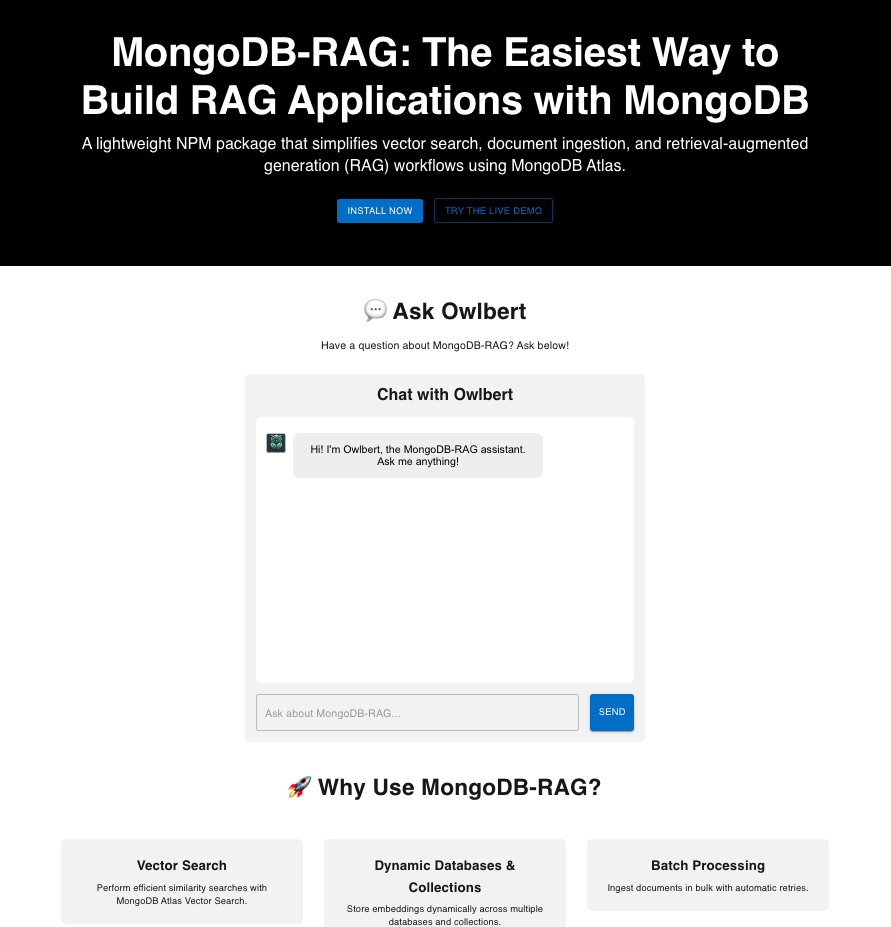 MongoDB-RAG: The Easiest Way to
Build RAG Applications with MongoDB
A lightweight NPM package that simplifies vector search, document ingestion, and retrieval-augmented
generation (RAG) workflows using MongoDB Atlas.
INSTALL NOW
TRY THE LIVE DEMO
💬 Ask Owlbert
Have a question about MongoDB-RAG? Ask below!
Chat with Owlbert
Hi! I'm Owlbert, the MongoDB-RAG assistant.
Ask me anything!
Ask about MongoDB-RAG...
SEND
🚀 Why Use MongoDB-RAG?
Vector Search
Perform efficient similarity searches with
MongoDB Atlas Vector Search.
Dynamic Databases &
Collections
Store embeddings dynamically across multiple
databases and collections.
Batch Processing
Ingest documents in bulk with automatic retries.